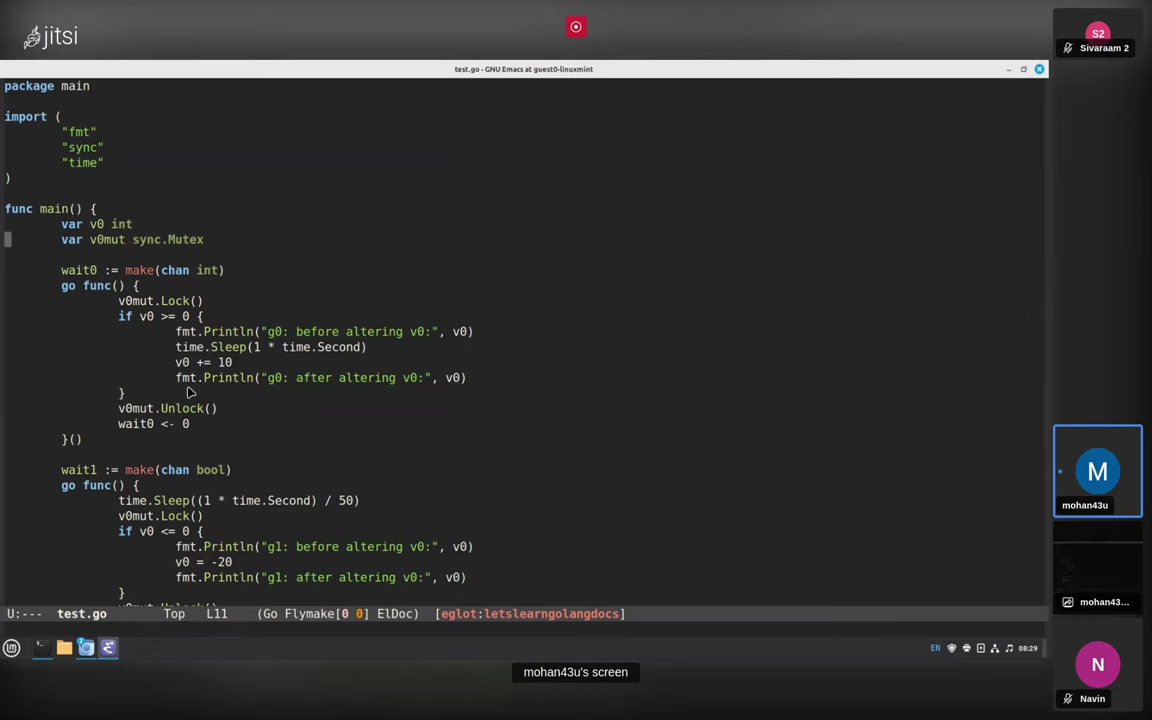 jitsi
S2
Sivaraam 2
test.go - GNU Emacs at guest0-linuxmint
package main
import (
"fmt"
"sync"
"time"
)
func main() {
var v0 int
var v0mut sync.Mutex
wait0 := make(chan int)
go func() {
v0mut.Lock()
if v0 >= 0 {
fmt.Println("g0: before altering v0:", v0)
time.Sleep(1 * time.Second)
v0 += 10
fmt.Println("g0: after altering v0:", v0)
}
v0mut.Unlock()
wait0 <- 0
}()
wait1 := make(chan bool)
go func() {
time.Sleep((1 * time.Second) / 50)
v0mut.Lock()
if v0 <= 0 {
fmt.Println("g1: before altering v0:", v0)
v0 = -20
fmt.Println("g1: after altering v0:", v0)
}
U:--- test.go Top L11 (Go Flymake[0 0] ElDoc) [eglot:letslearngolangdocs]
EN 08:29
mohan43u's screen
M
mohan43u
mohan43...
N
Navin